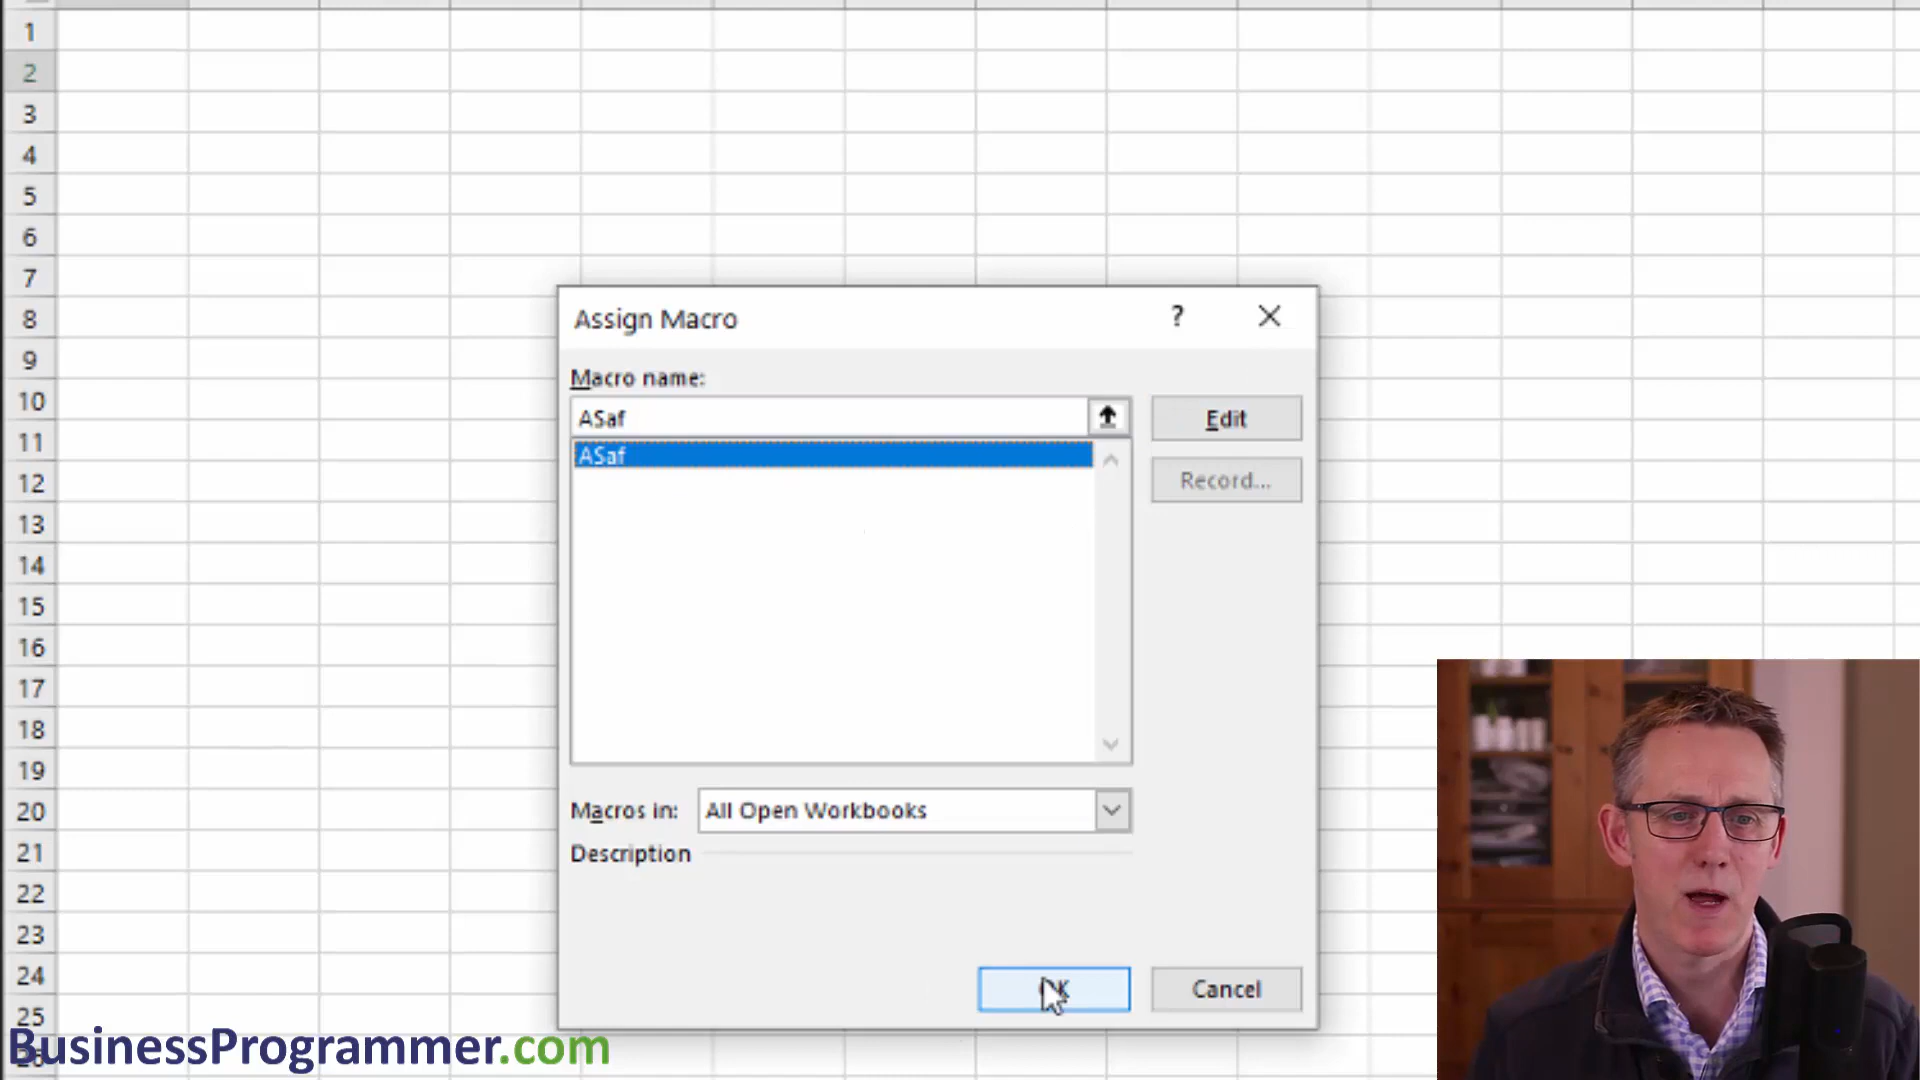 1
2
3
4
5
6
7
8
9
10
11
12
13
14
15
16
17
18
19
20
21
22
23
24
25
Assign Macro ?
Macro name:
ASaf
Edit
ASaf
Record...
Macros in: All Open Workbooks
Description
Cancel
BusinessProgrammer.com